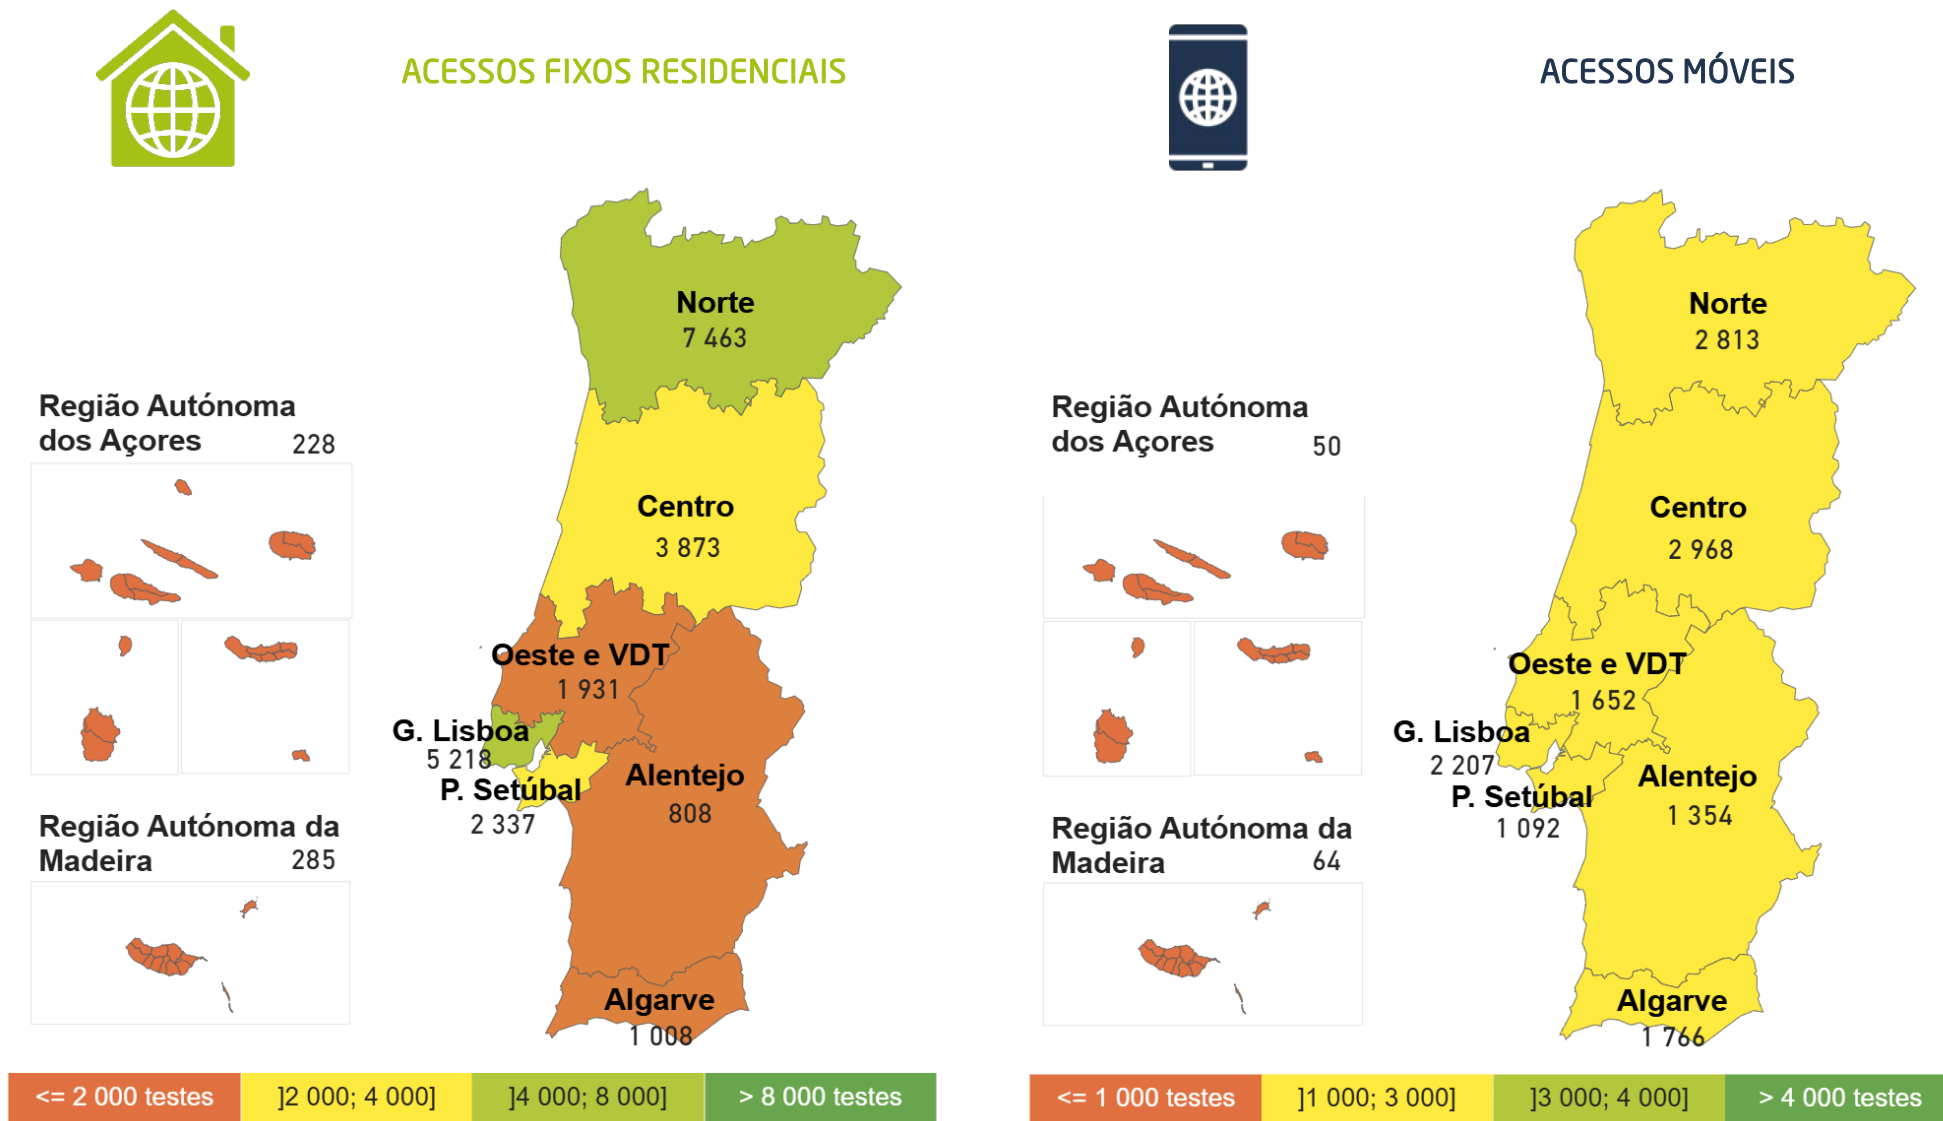 ACESSOS FIXOS RESIDENCIAIS
Norte
7 463
Região Autónoma
dos Açores 228
Centro
3 873
Oeste e VDT
1 931
G. Lisboa
5 218
P. Setúbal
2 337
Alentejo
808
Região Autónoma da
Madeira 285
Algarve
1 008
<= 2 000 testes ]2 000; 4 000] ]4 000; 8 000] > 8 000 testes
ACESSOS MÓVEIS
Norte
2 813
Região Autónoma
dos Açores 50
Centro
2 968
Oeste e VDT
1 652
G. Lisboa
2 207
P. Setúbal
1 092
Alentejo
1 354
Região Autónoma da
Madeira 64
Algarve
1 766
<= 1 000 testes ]1 000; 3 000] ]3 000; 4 000] > 4 000 testes